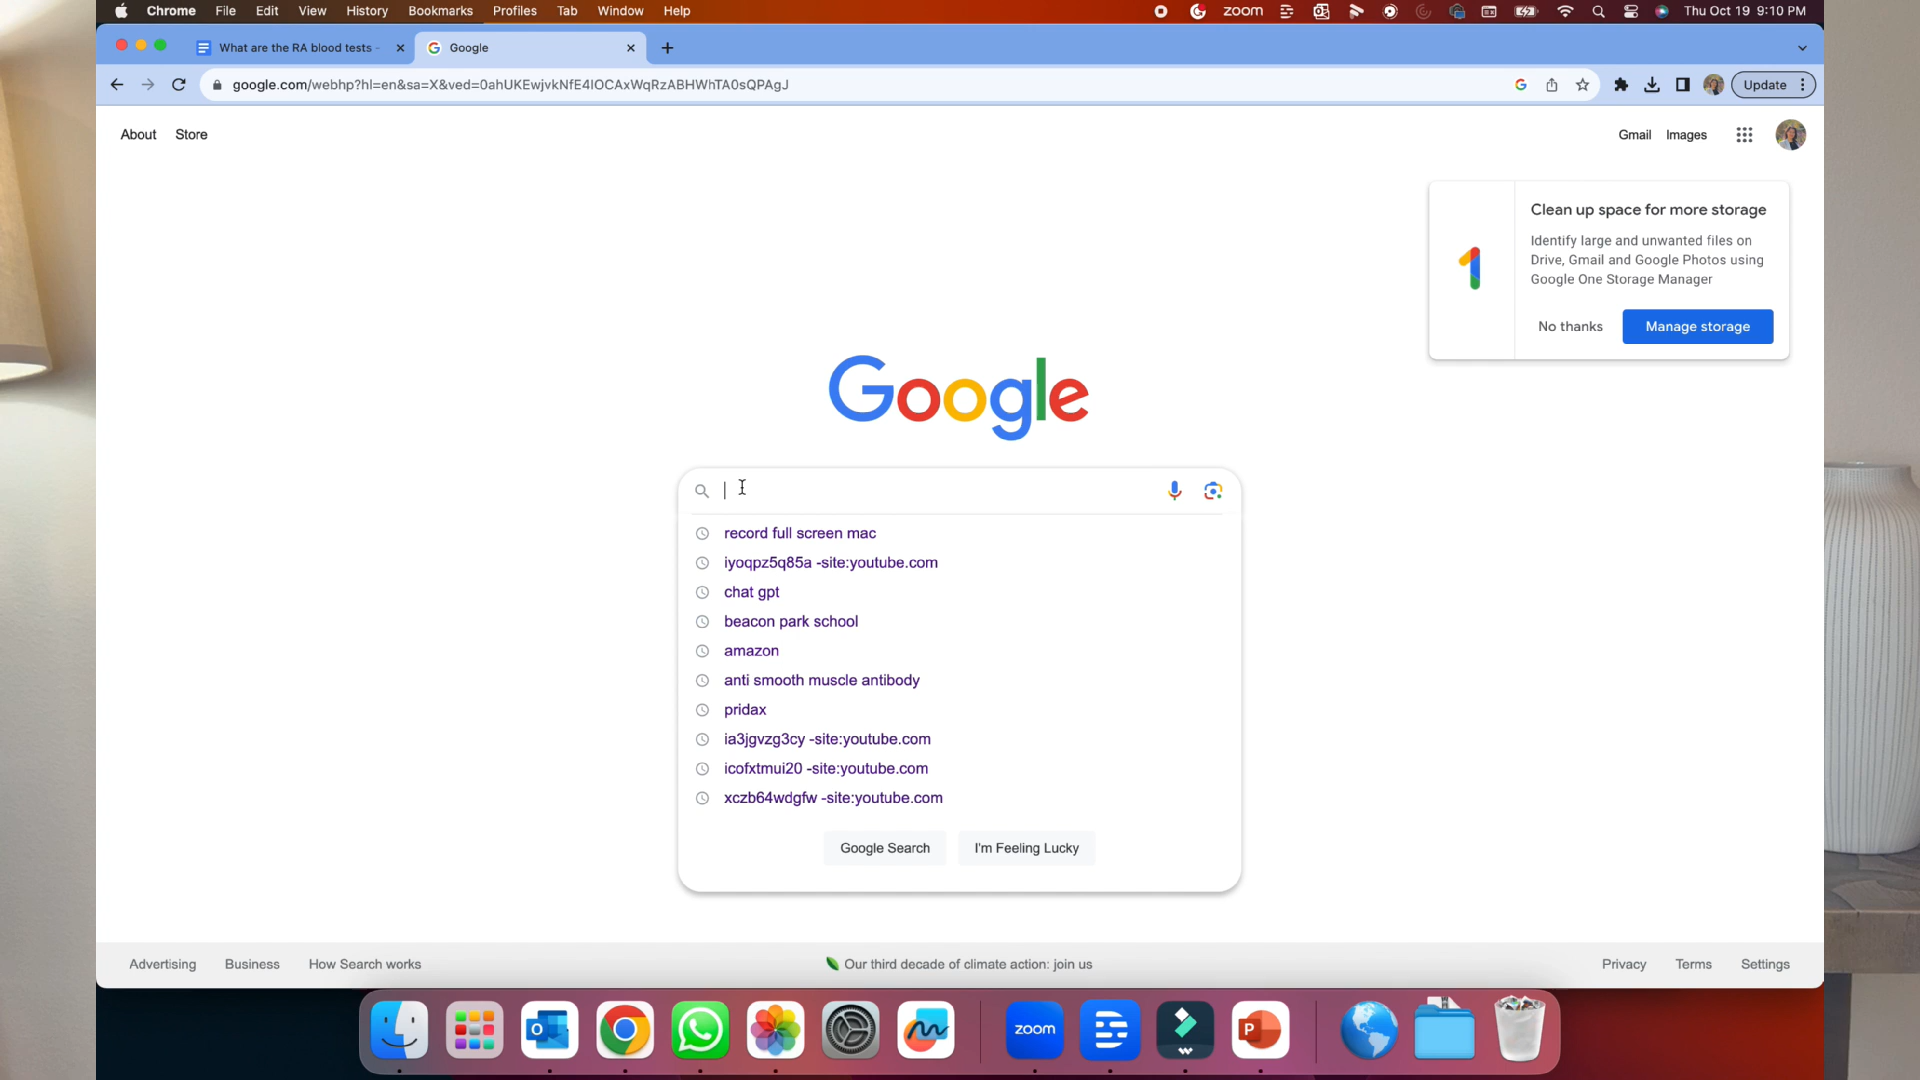 Chrome File Edit View History Bookmarks Profiles Tab Window Help
zoom
Thu Oct 19 9:10 PM
What are the RA blood tests -
Google
google.com/webhp?hl=en&sa=X&ved=0ahUKEwjvkNfE4IOCAxWqRzABHWhTA0sQPAgJ
Update
About Store
Gmail Images
Clean up space for more storage
Identify large and unwanted files on
Drive, Gmail and Google Photos using
Google One Storage Manager
No thanks
Manage storage
Google
record full screen mac
iyoqpz5q85a -site:youtube.com
chat gpt
beacon park school
amazon
anti smooth muscle antibody
pridax
ia3jgvzg3cy -site:youtube.com
icofxtmui20 -site:youtube.com
xczb64wdgfw -site:youtube.com
Google Search
I'm Feeling Lucky
Advertising Business How Search works
Our third decade of climate action: join us
Privacy Terms Settings
zoom